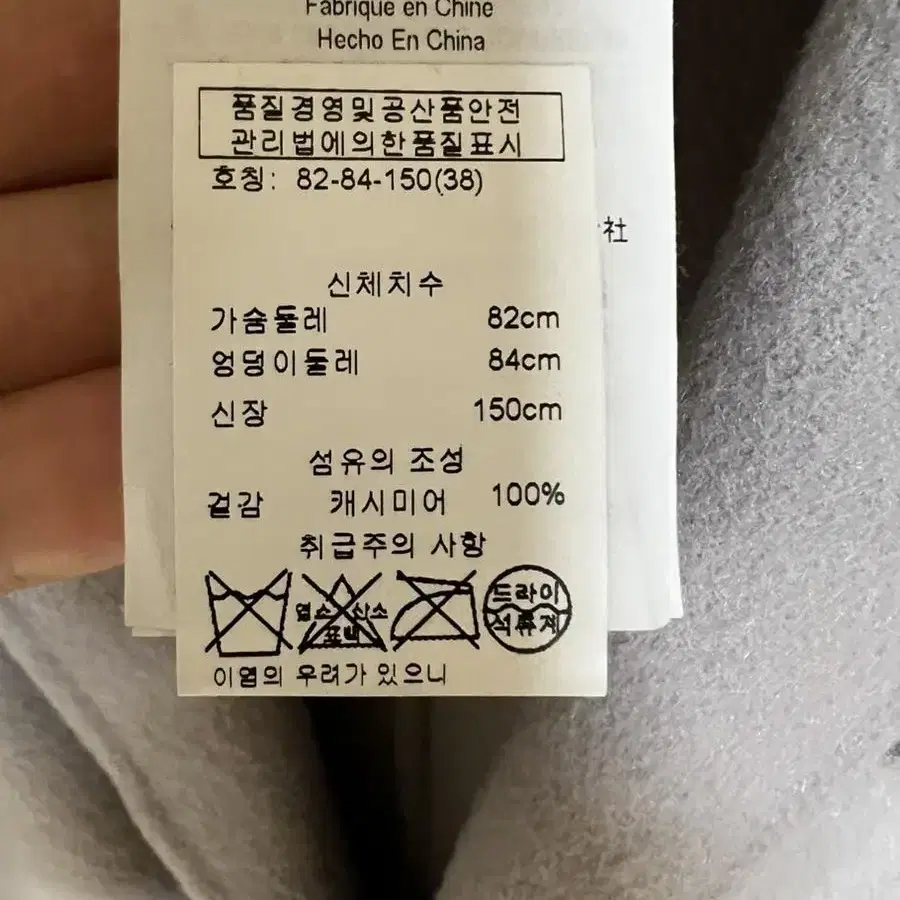 Fabriqué en Chine
Hecho En China
품질경영및공산품안전
관리법에의한품질표시
호칭: 82-84-150(38)
社
신체치수
가슴둘레 82cm
엉덩이둘레 84cm
신장 150cm
섬유의 조성
겉감 캐시미어 100%
취급주의 사항
염소 산소 드라이
표백 석유계
이염의 우려가 있으니